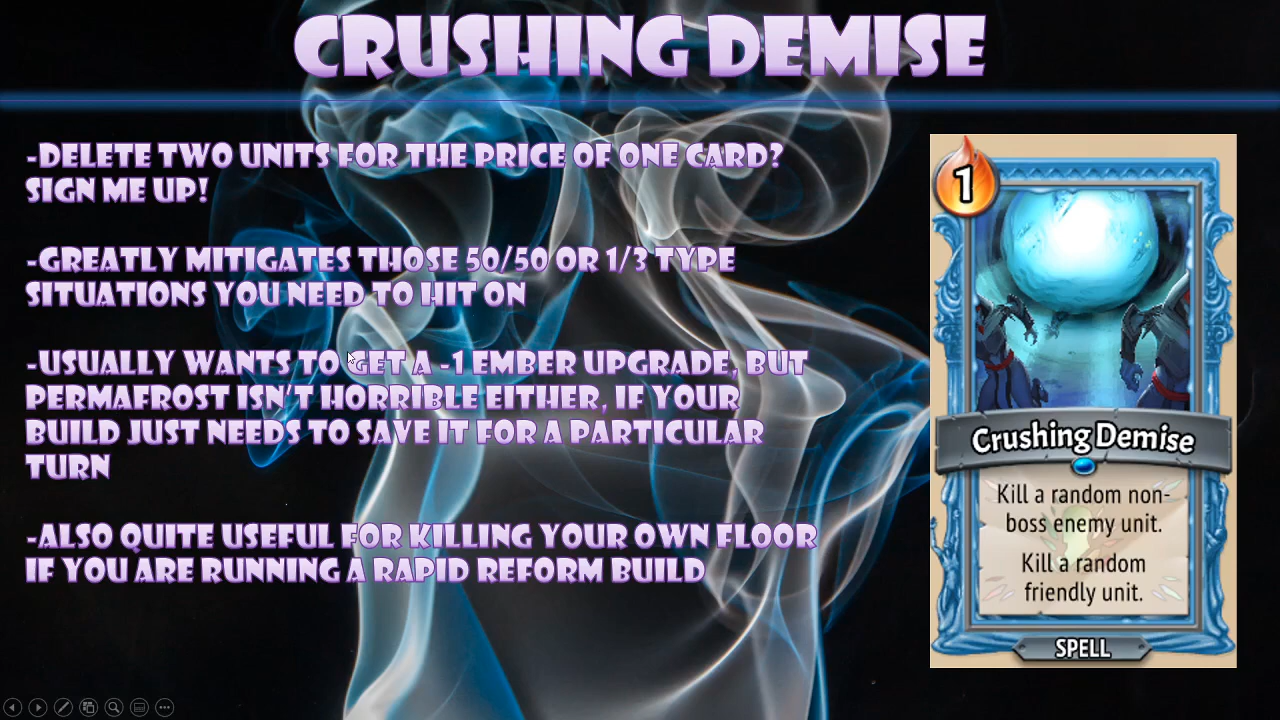 CRUSHING DEMISE
-DELETE TWO UNITS FOR THE PRICE OF ONE CARD?
SIGN ME UP!
-GREATLY MITIGATES THOSE 50/50 OR 1/3 TYPE
SITUATIONS YOU NEED TO HIT ON
-USUALLY WANTS TO GET A -1 EMBER UPGRADE, BUT
PERMAFROST ISN'T HORRIBLE EITHER, IF YOUR
BUILD JUST NEEDS TO SAVE IT FOR A PARTICULAR
TURN
-ALSO QUITE USEFUL FOR KILLING YOUR OWN FLOOR
IF YOU ARE RUNNING A RAPID REFORM BUILD
1
Crushing Demise
Kill a random non-
boss enemy unit.
Kill a random
friendly unit.
SPELL